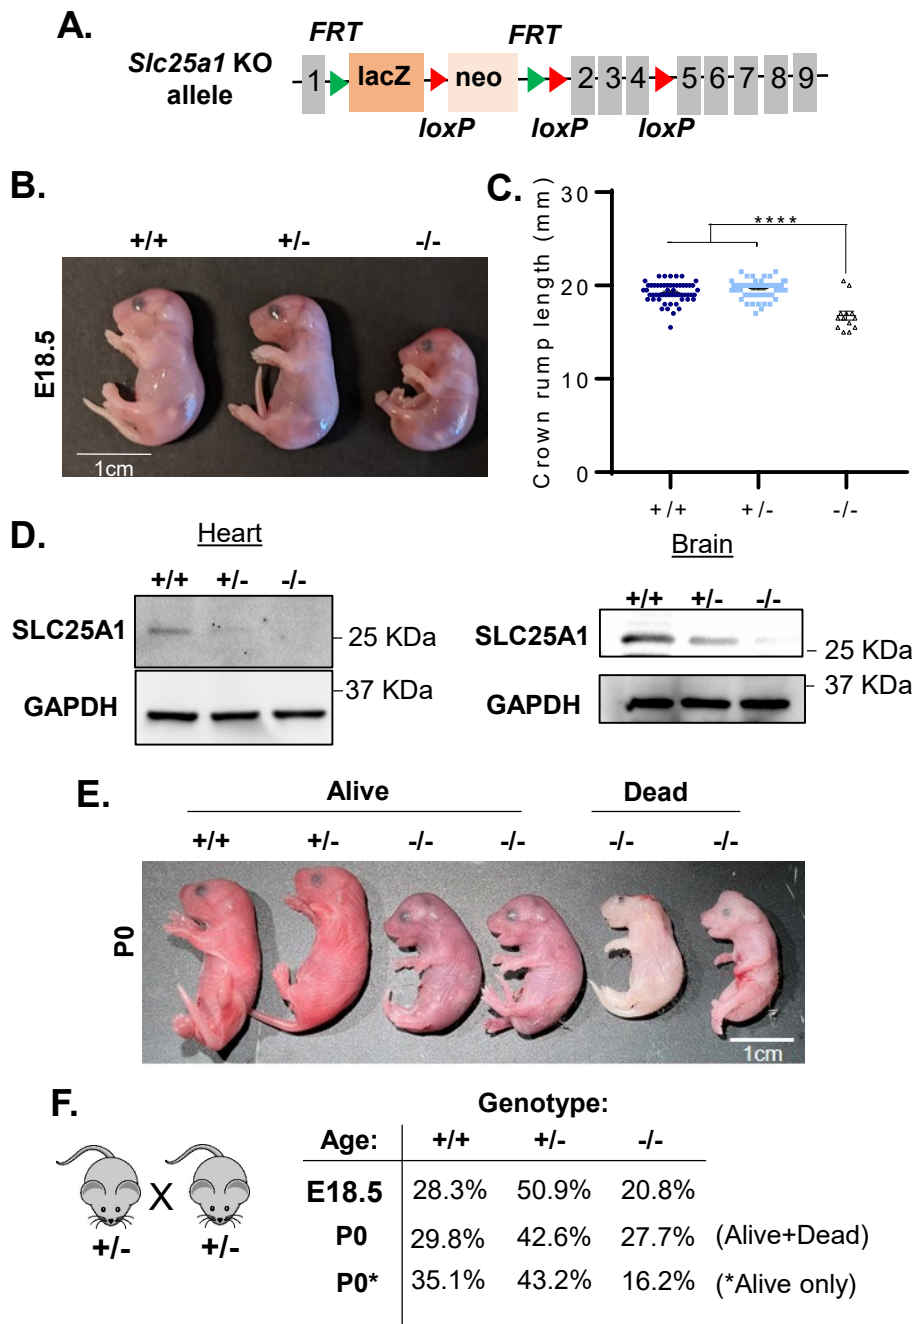 A.
FRT FRT
Slc25a1 KO
allele
1 lacZ neo 2 3 4 5 6 7 8 9
loxP loxP loxP
B.
+/+ +/- -/-
E18.5
1cm
C.
Crown rump length (mm)
30
20
10
0
****
+/+ +/- -/-
D.
Heart
+/+ +/- -/-
SLC25A1
25 KDa
37 KDa
GAPDH
Brain
+/+ +/- -/-
SLC25A1
25 KDa
37 KDa
GAPDH
E.
Alive Dead
+/+ +/- -/- -/- -/- -/-
P0
1cm
F.
X
+/- +/-
Genotype:
Age: +/+ +/- -/-
E18.5 28.3% 50.9% 20.8%
P0 29.8% 42.6% 27.7% (Alive+Dead)
P0* 35.1% 43.2% 16.2% (*Alive only)